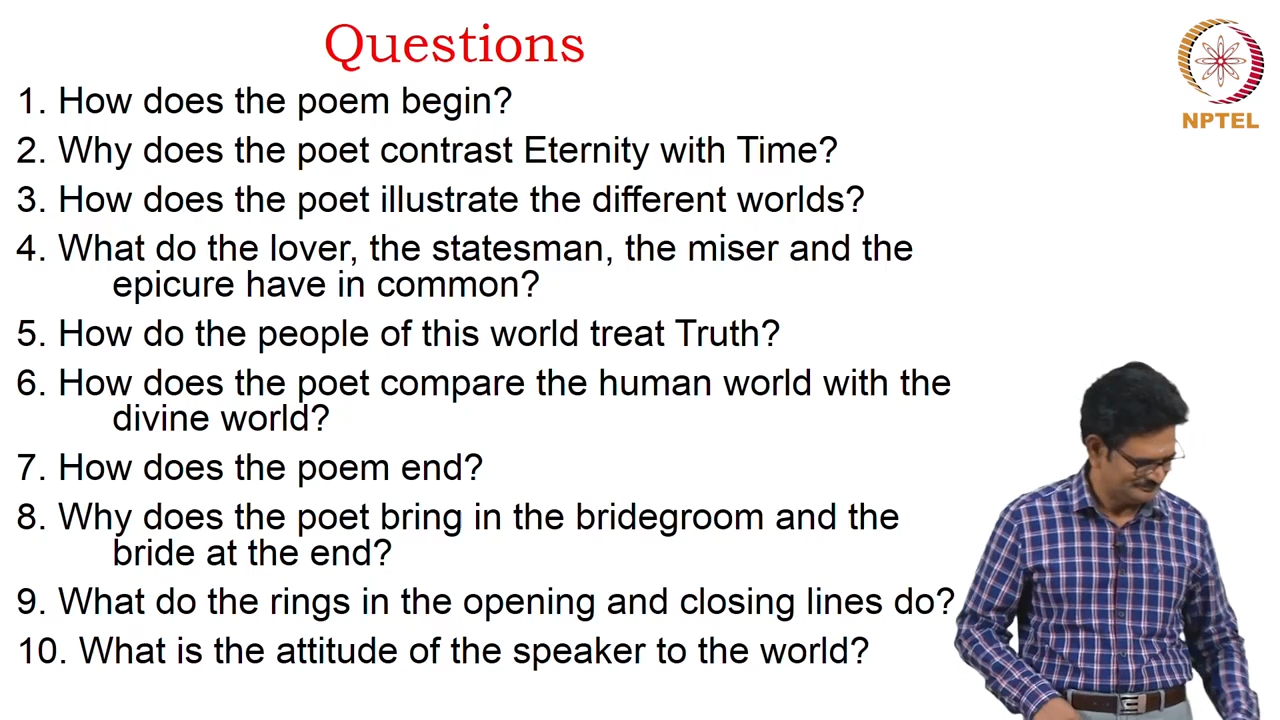 Questions
NPTEL
1. How does the poem begin?
2. Why does the poet contrast Eternity with Time?
3. How does the poet illustrate the different worlds?
4. What do the lover, the statesman, the miser and the
epicure have in common?
5. How do the people of this world treat Truth?
6. How does the poet compare the human world with the
divine world?
7. How does the poem end?
8. Why does the poet bring in the bridegroom and the
bride at the end?
9. What do the rings in the opening and closing lines do?
10. What is the attitude of the speaker to the world?